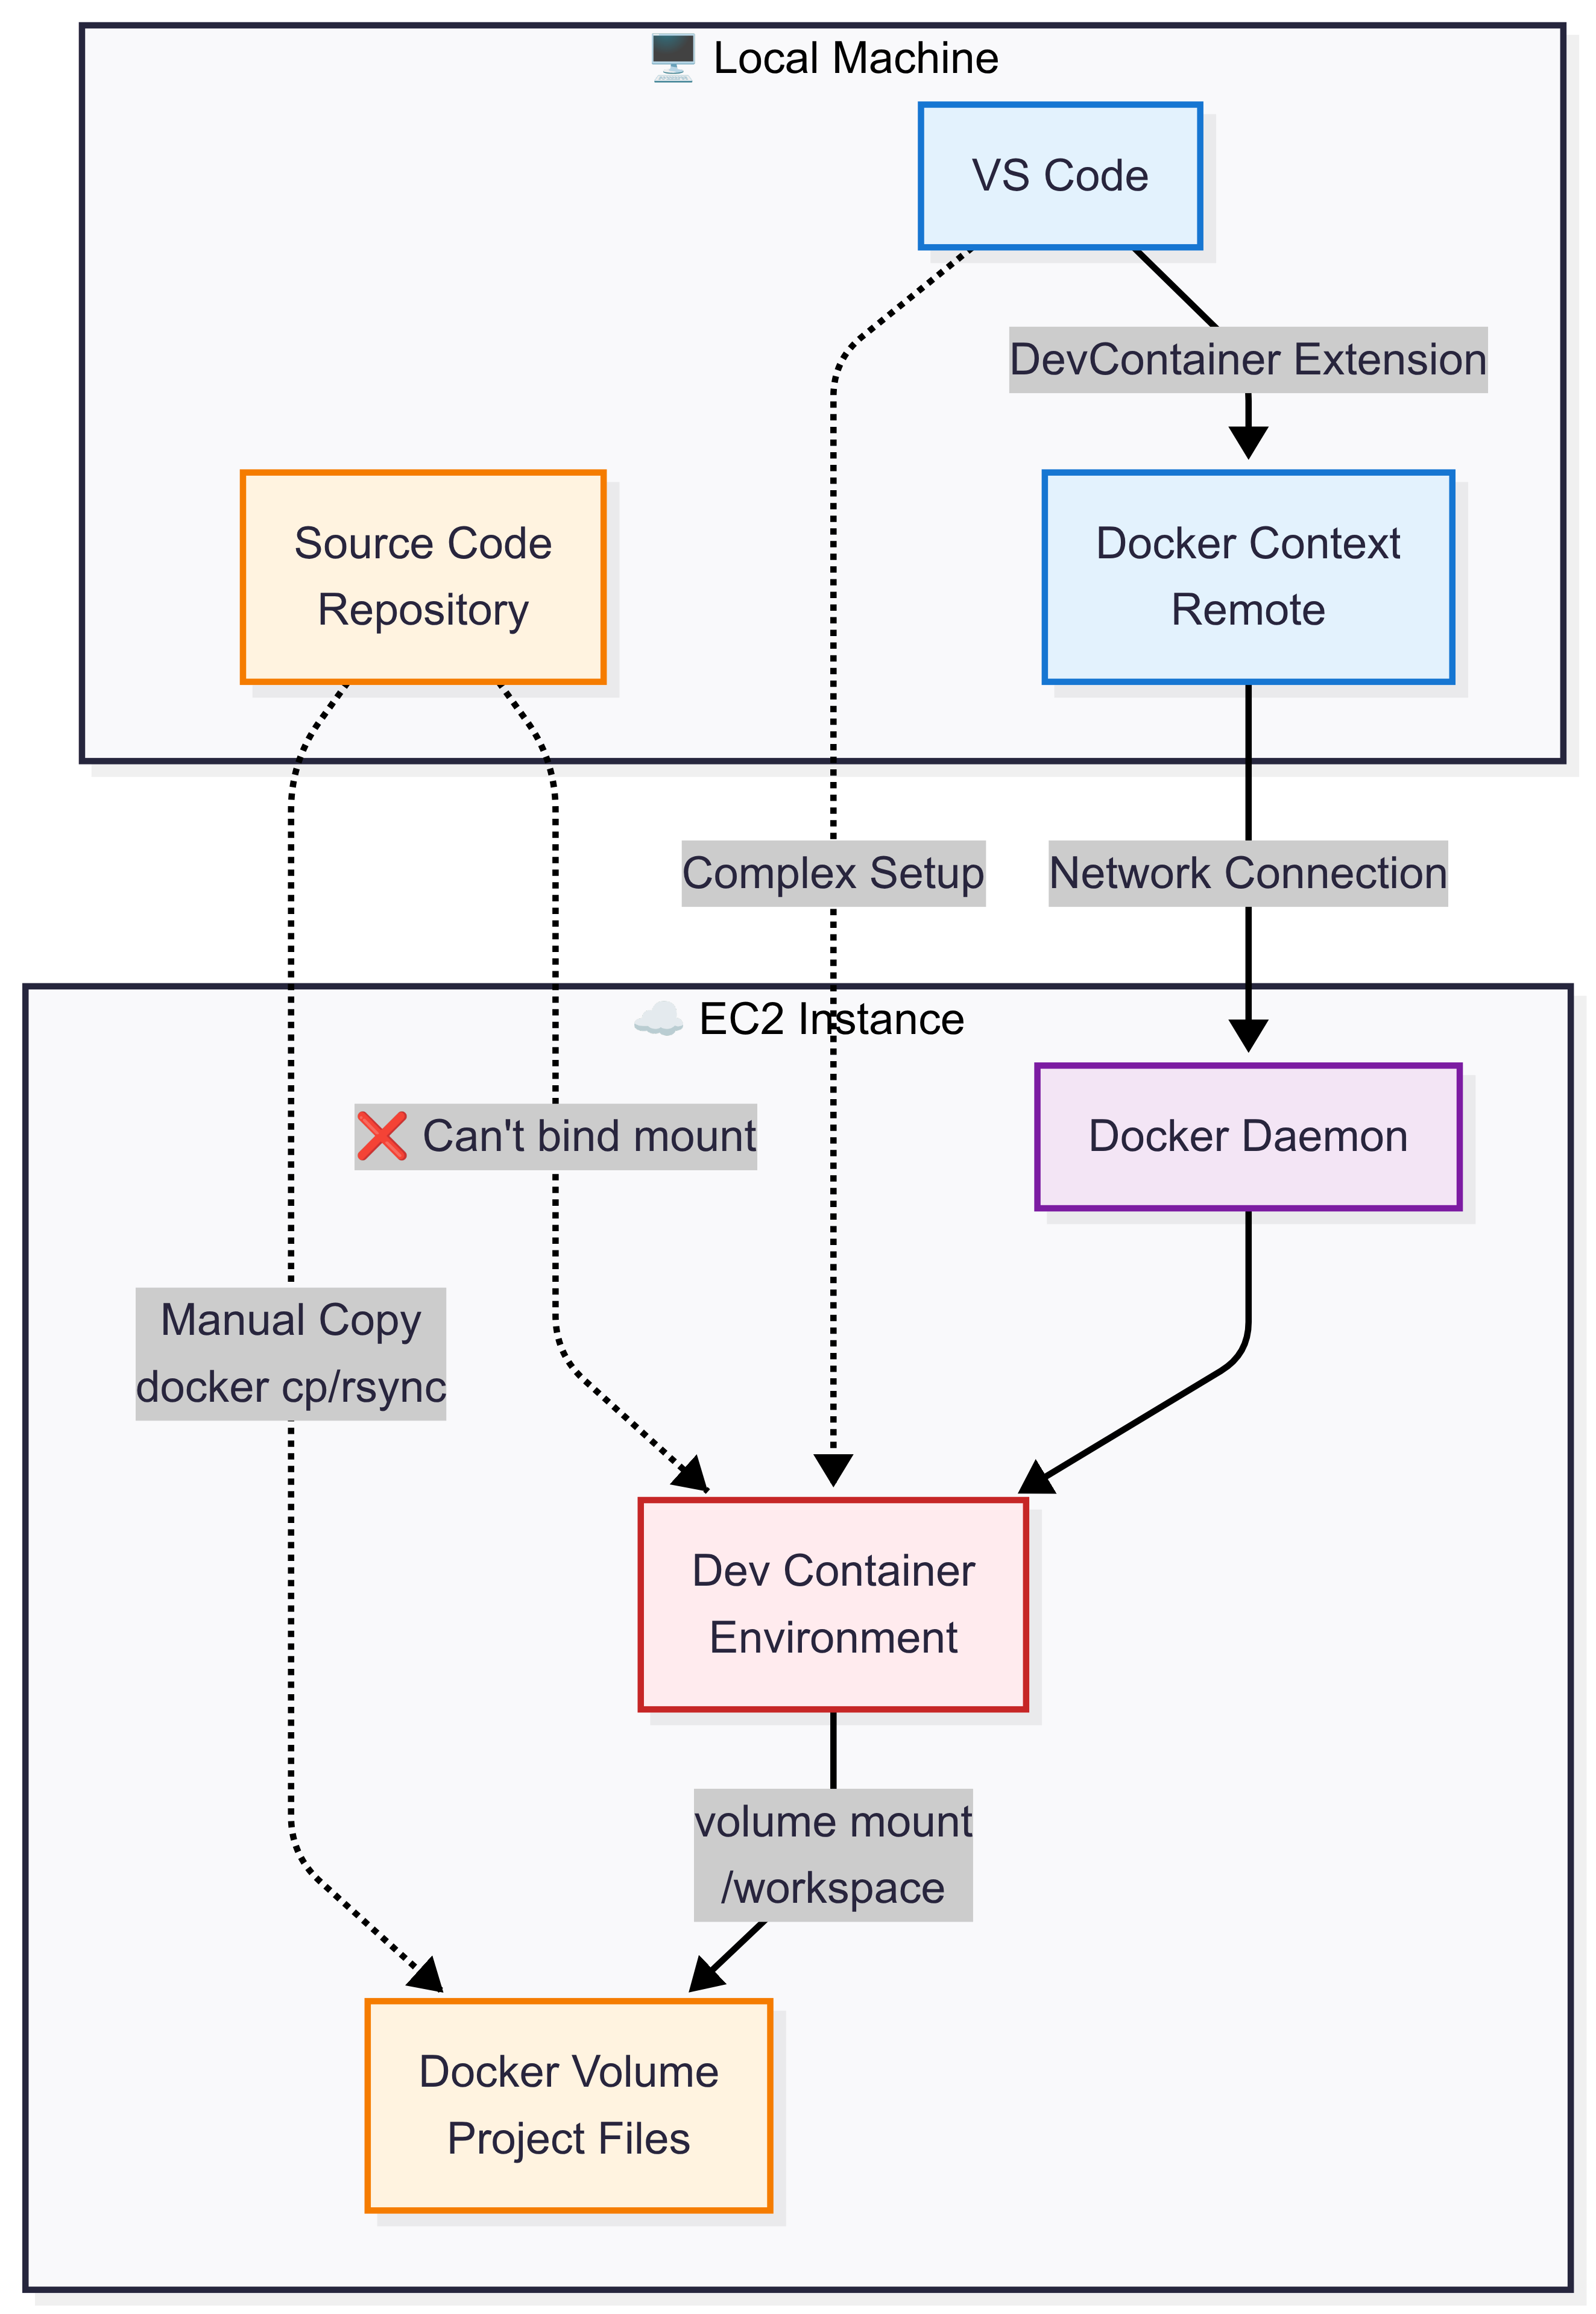 🖥️ Local Machine
VS Code
DevContainer Extension
Source Code
Repository
Docker Context
Remote
Complex Setup
Network Connection
☁️ EC2 Instance
❌ Can't bind mount
Docker Daemon
Manual Copy
docker cp/rsync
Dev Container
Environment
volume mount
/workspace
Docker Volume
Project Files